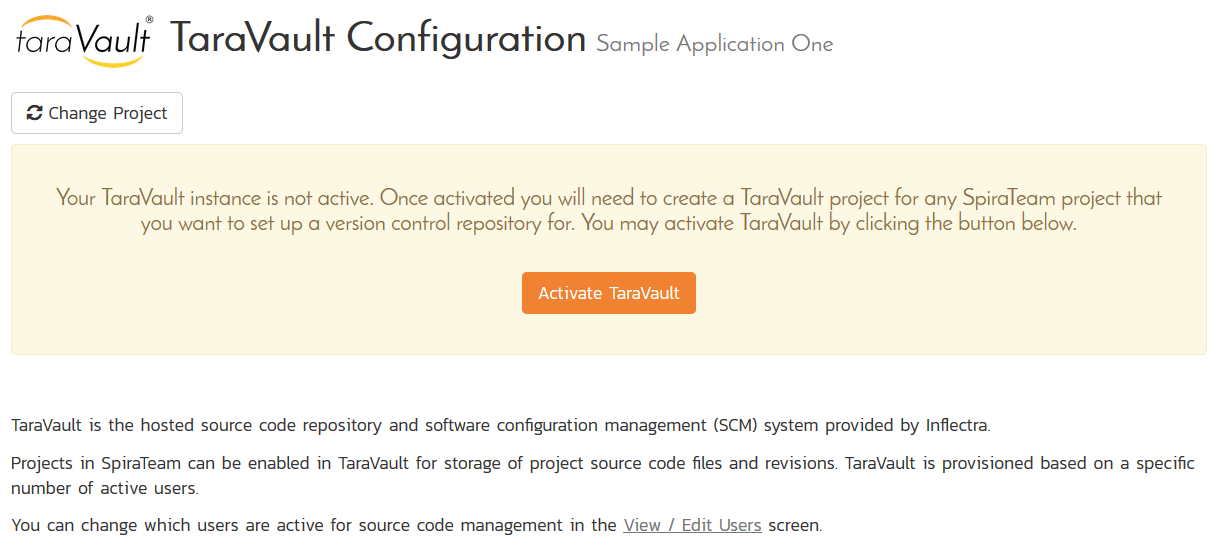 taraVault® TaraVault Configuration Sample Application One
Change Project
Your TaraVault instance is not active. Once activated you will need to create a TaraVault project for any SpiraTeam project that
you want to set up a version control repository for. You may activate TaraVault by clicking the button below.
Activate TaraVault
TaraVault is the hosted source code repository and software configuration management (SCM) system provided by Inflectra.
Projects in SpiraTeam can be enabled in TaraVault for storage of project source code files and revisions. TaraVault is provisioned based on a specific
number of active users.
You can change which users are active for source code management in the View / Edit Users screen.